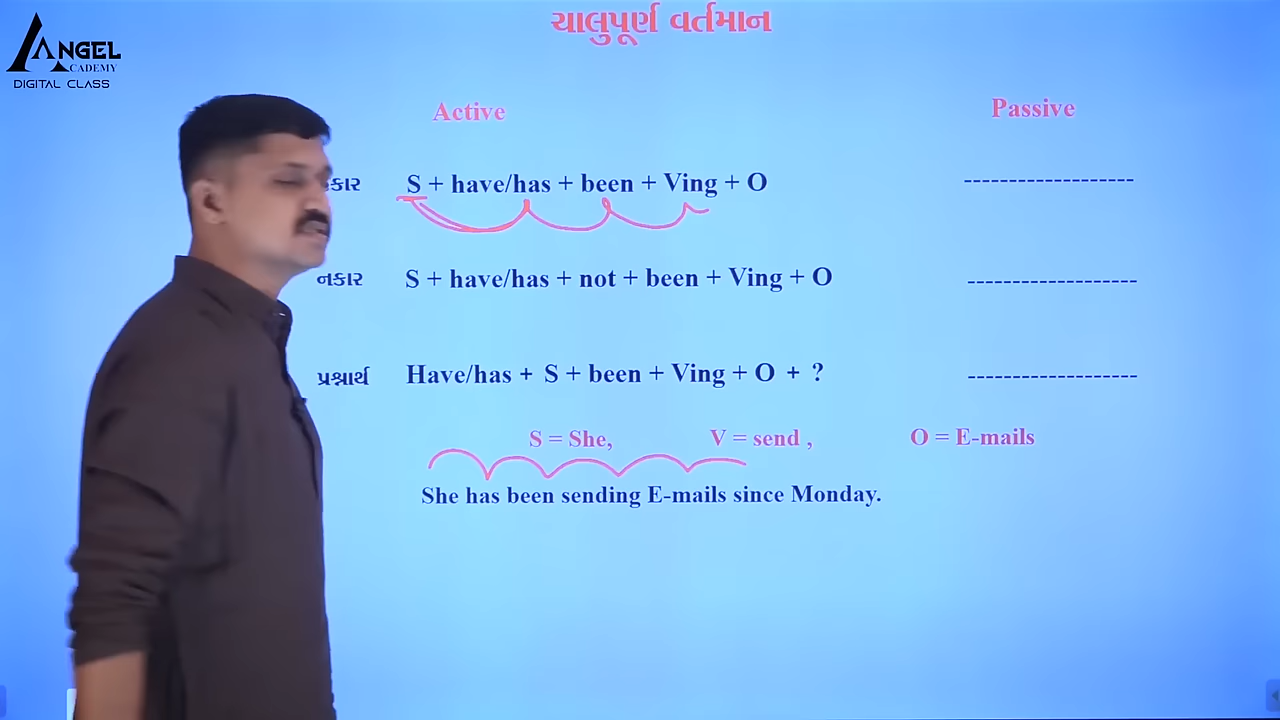 ANGEL
ACADEMY
DIGITAL CLASS
ચાલુપૂર્ણ વર્તમાન
Active Passive
S + have/has + been + Ving + O -------------------
નકાર S + have/has + not + been + Ving + O -------------------
પ્રશ્નાર્થ Have/has + S + been + Ving + O + ? -------------------
S = She, V = send , O = E-mails
She has been sending E-mails since Monday.